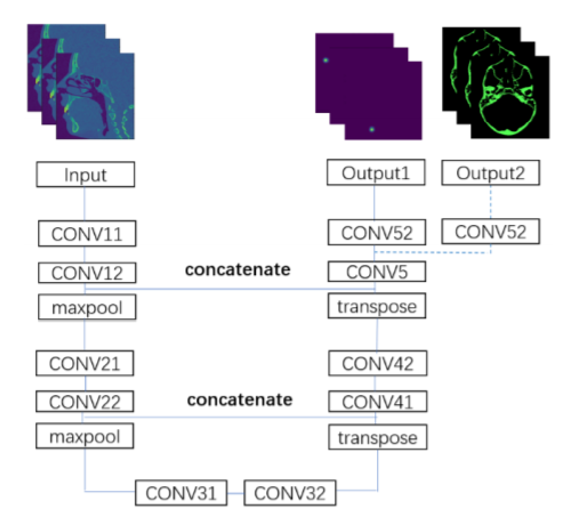 Input
Output1
Output2
CONV11
CONV52
CONV52
CONV12
concatenate
CONV5
maxpool
transpose
CONV21
CONV42
CONV22
concatenate
CONV41
maxpool
transpose
CONV31
CONV32